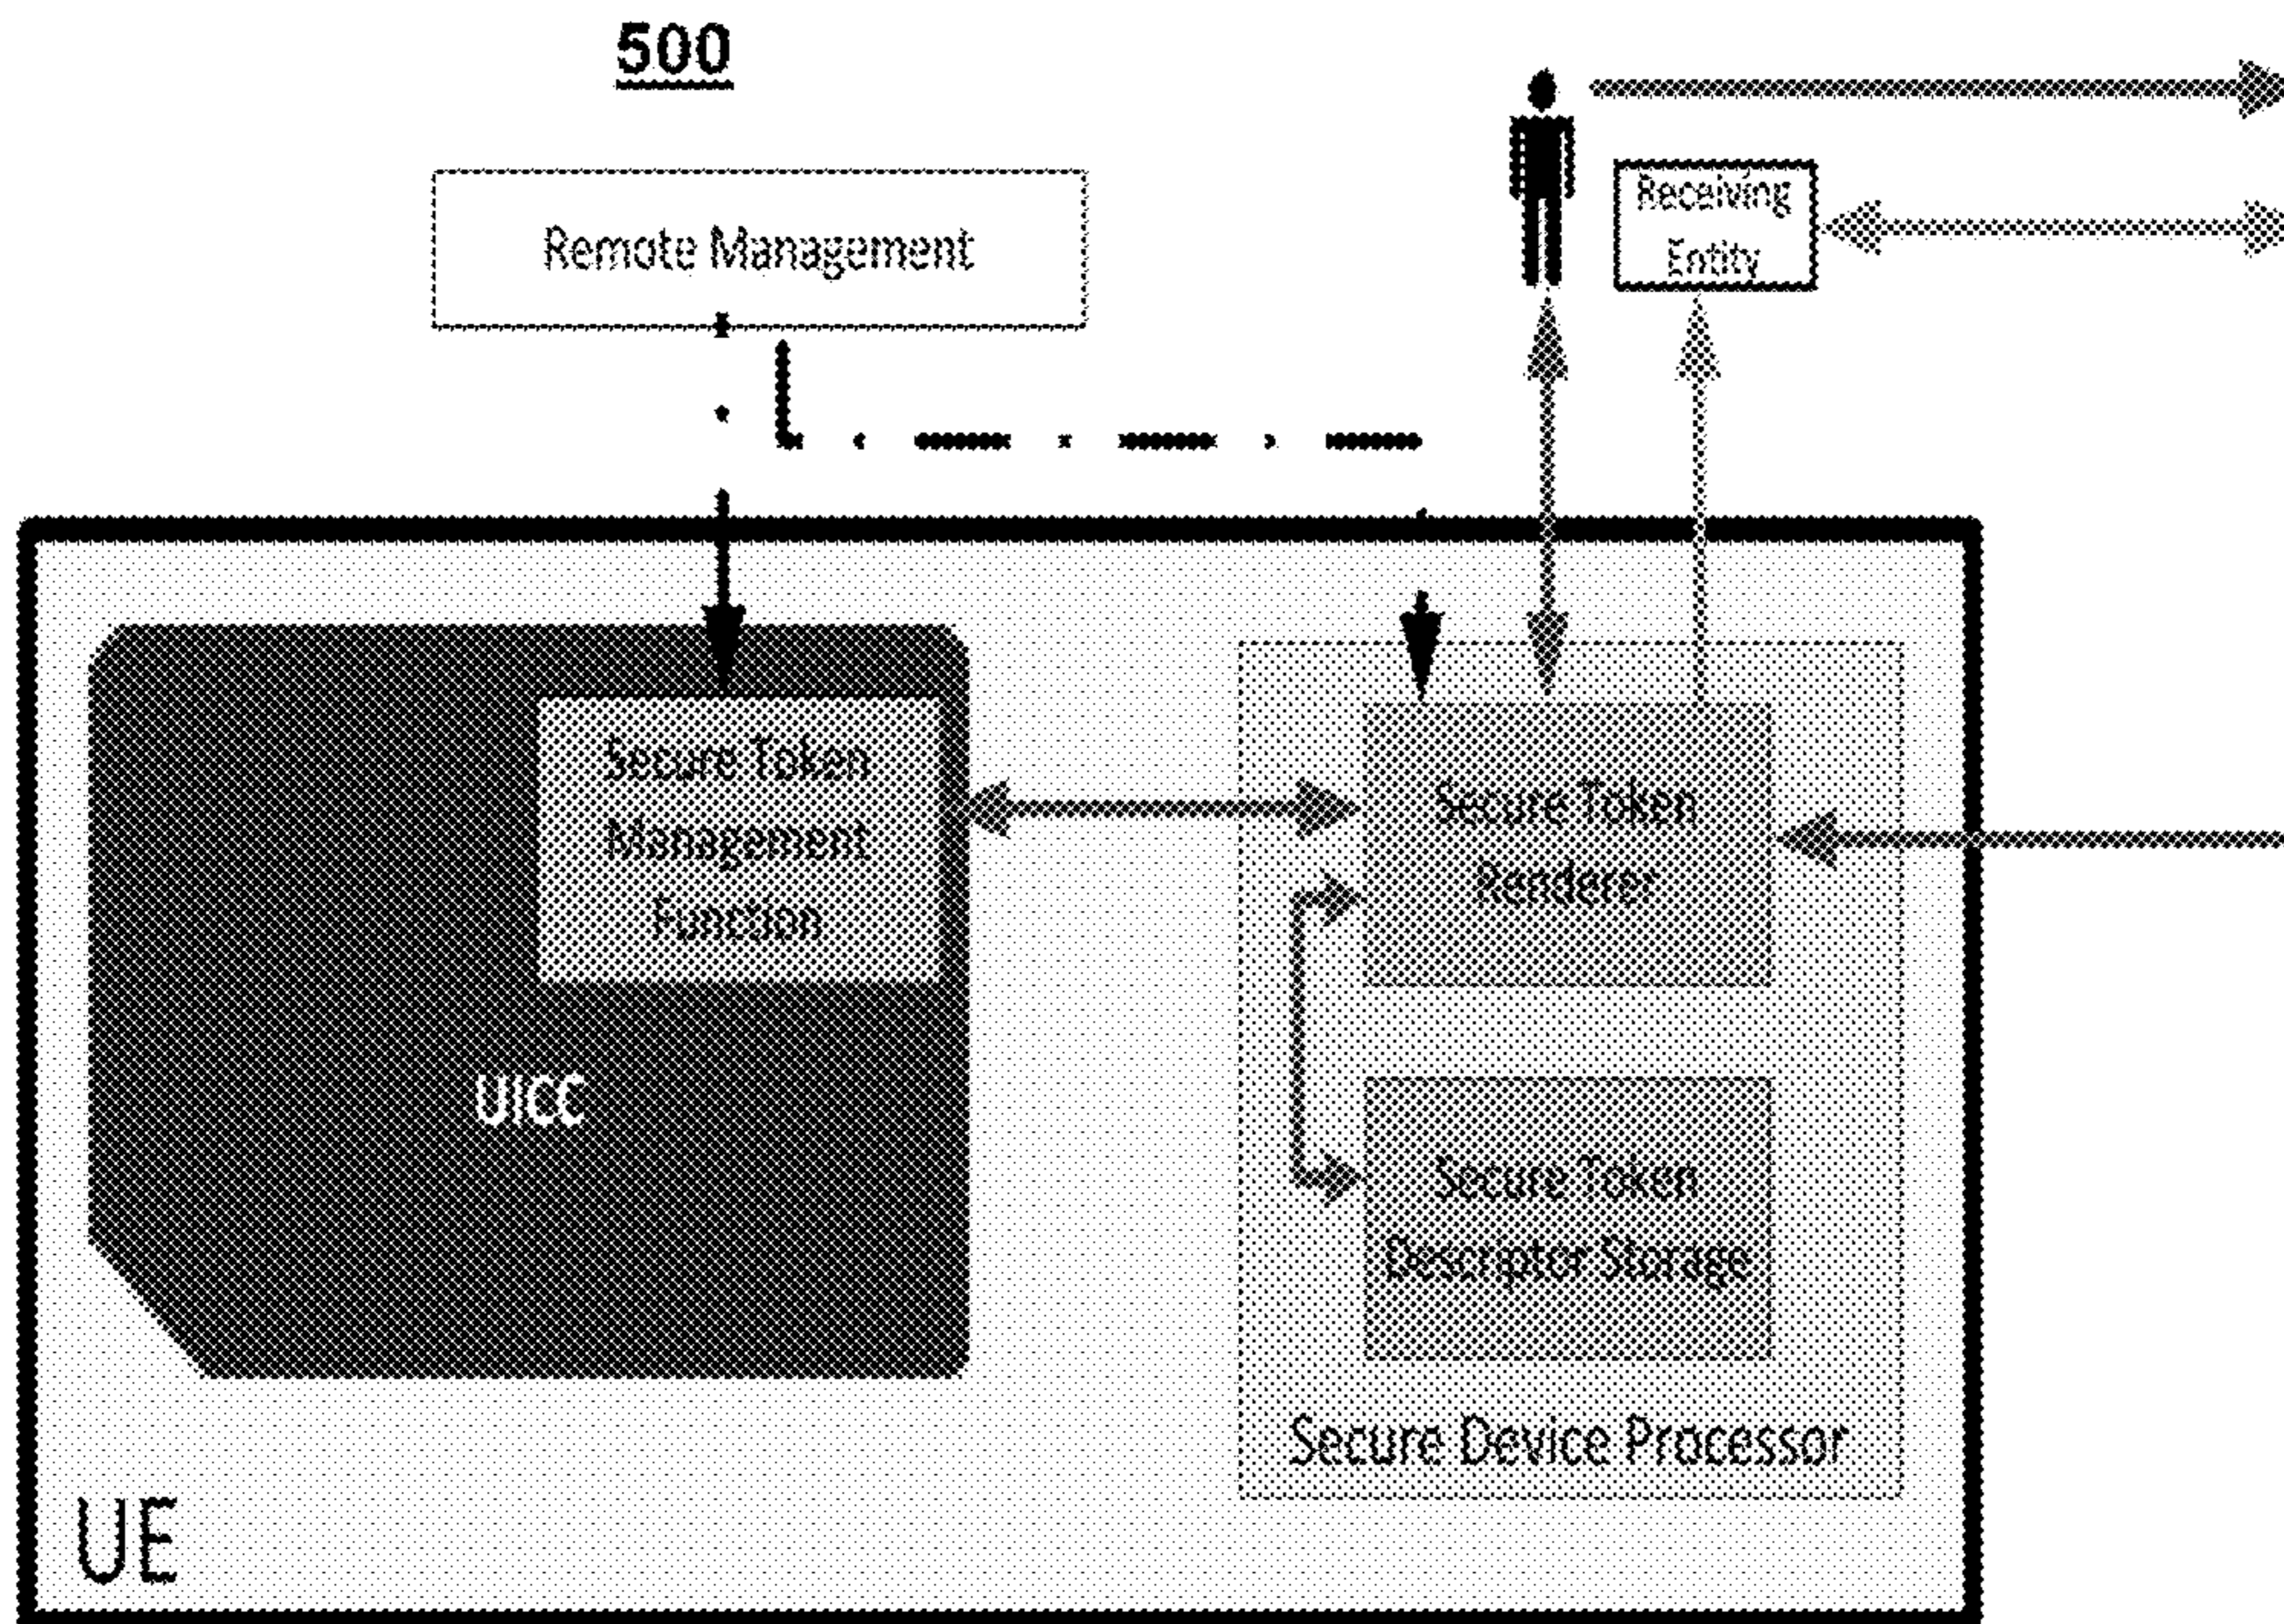 500
Remote Management
Receiving
Entity
Secure Token
Management
Function
UICC
Secure Token
Renderer
Secure Token
Descriptor Storage
Secure Device Processor
UE